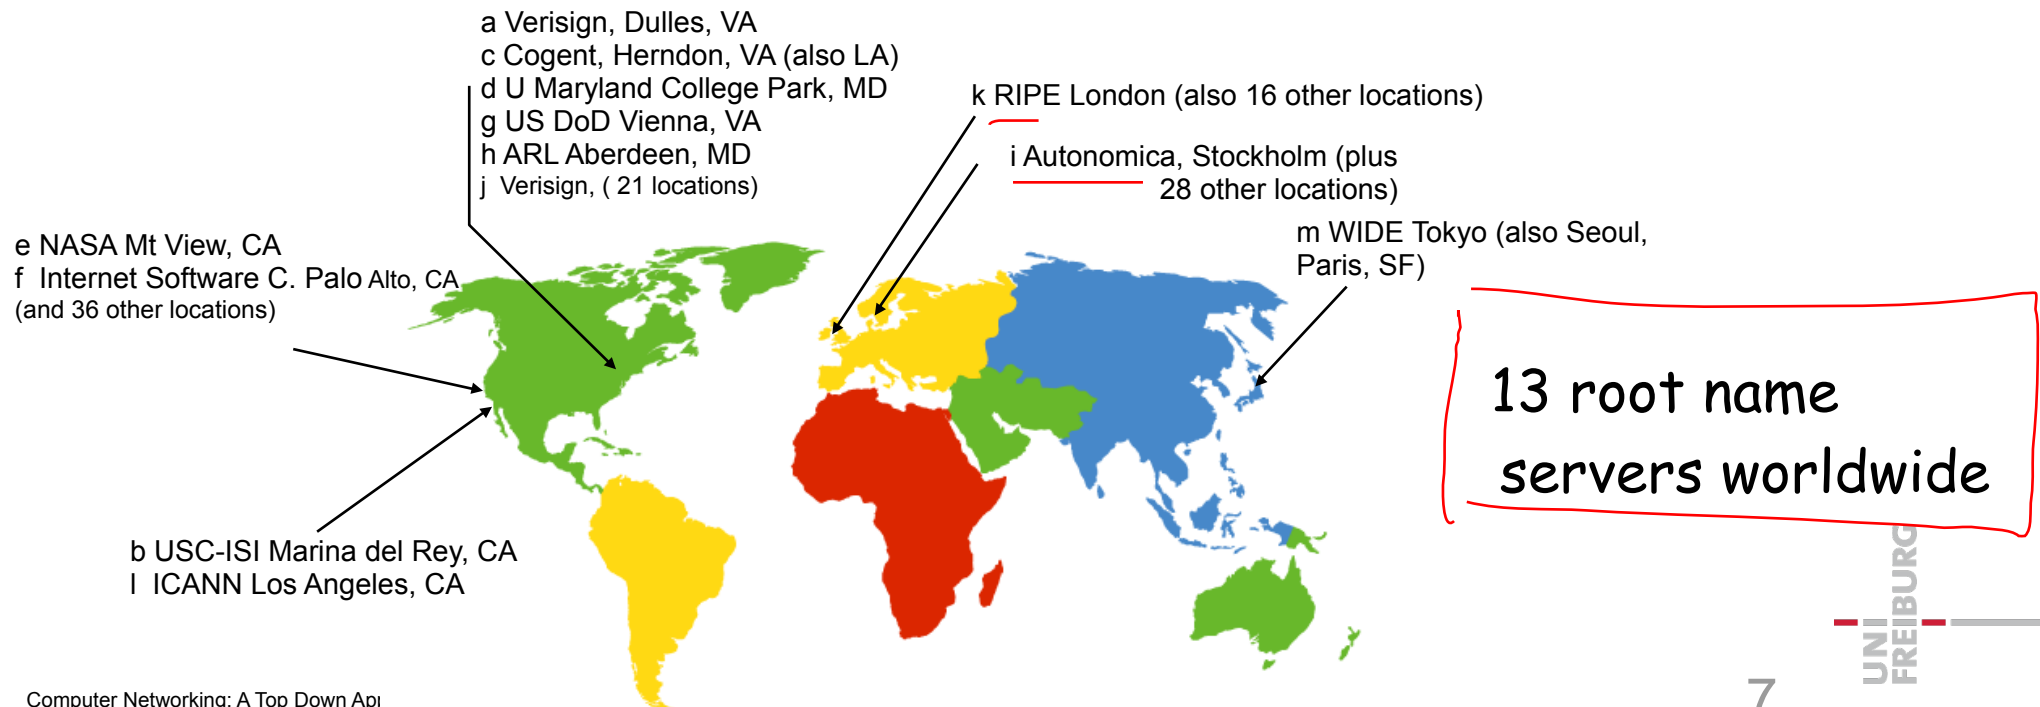 a Verisign, Dulles, VA
c Cogent, Herndon, VA (also LA)
d U Maryland College Park, MD
g US DoD Vienna, VA
h ARL Aberdeen, MD
j Verisign, ( 21 locations)
k RIPE London (also 16 other locations)
i Autonomica, Stockholm (plus
28 other locations)
m WIDE Tokyo (also Seoul,
Paris, SF)
e NASA Mt View, CA
f Internet Software C. Palo Alto, CA
(and 36 other locations)
13 root name
servers worldwide
b USC-ISI Marina del Rey, CA
l ICANN Los Angeles, CA
UNI
FREIBURG
Computer Networking: A Top Down
7